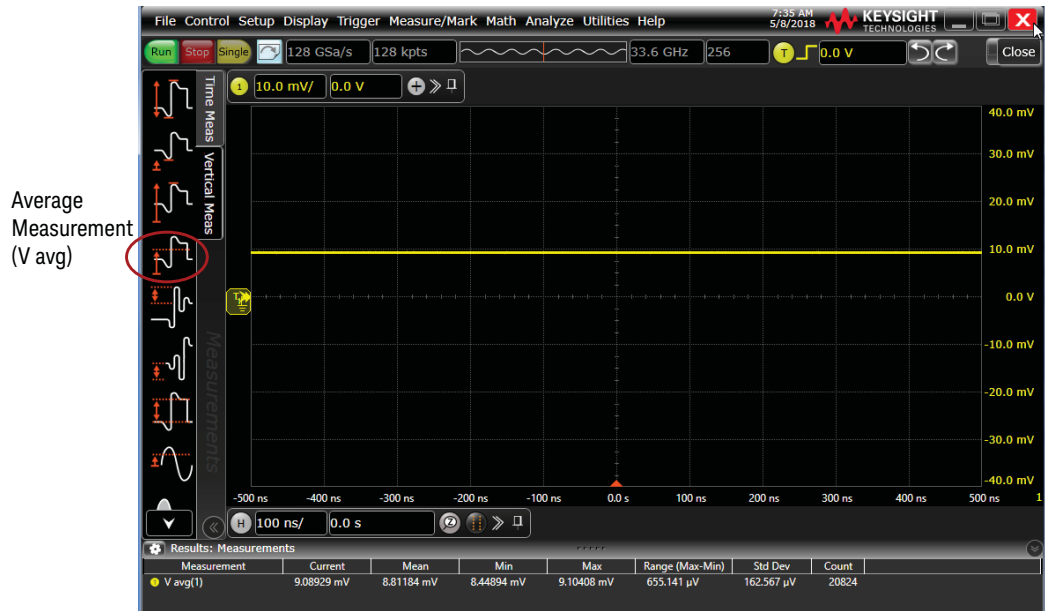 File Control Setup Display Trigger Measure/Mark Math Analyze Utilities Help
7:35 AM
5/8/2018
KEYSIGHT
TECHNOLOGIES
Run Stop Single 128 GSa/s 128 kpts 33.6 GHz 256 T 0.0 V Close
1 10.0 mV/ 0.0 V
Time Meas
Vertical Meas
Measurements
Average
Measurement
(V avg)
40.0 mV
30.0 mV
20.0 mV
10.0 mV
0.0 V
-10.0 mV
-20.0 mV
-30.0 mV
-40.0 mV
T
-500 ns -400 ns -300 ns -200 ns -100 ns 0.0 s 100 ns 200 ns 300 ns 400 ns 500 ns 1
H 100 ns/ 0.0 s
Results: Measurements
Measurement Current Mean Min Max Range (Max-Min) Std Dev Count
1 V avg(1) 9.08929 mV 8.81184 mV 8.44894 mV 9.10408 mV 655.141 µV 162.567 µV 20824